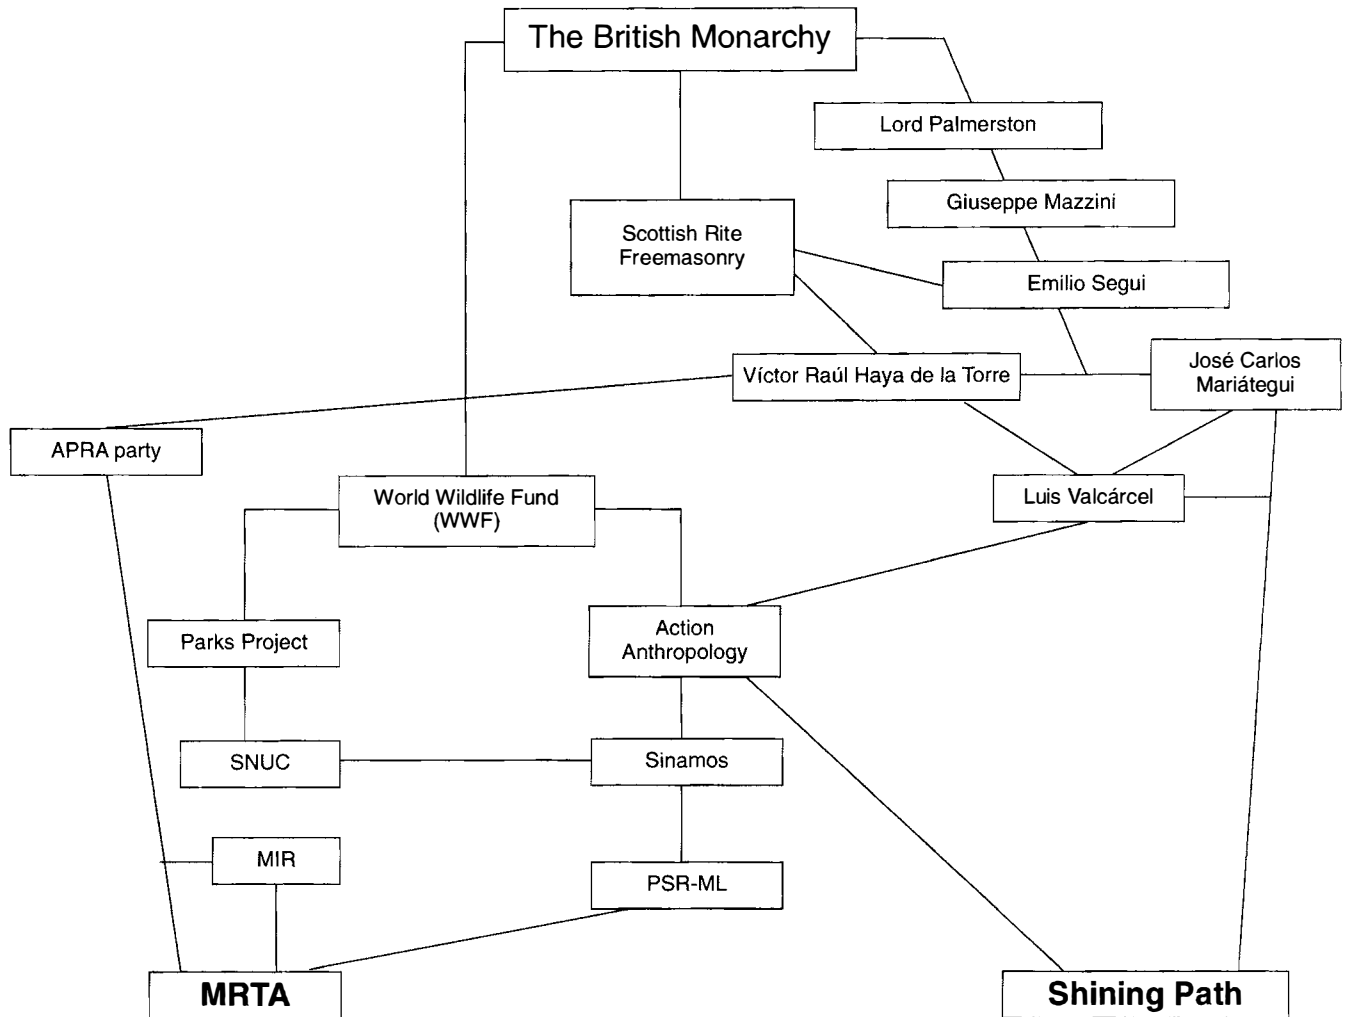 The British Monarchy
Lord Palmerston
Giuseppe Mazzini
Scottish Rite
Freemasonry
Emilio Segui
Víctor Raúl Haya de la Torre
José Carlos
Mariátegui
APRA party
World Wildlife Fund
(WWF)
Luis Valcárcel
Parks Project
Action
Anthropology
SNUC
Sinamos
MIR
PSR-ML
MRTA
Shining Path